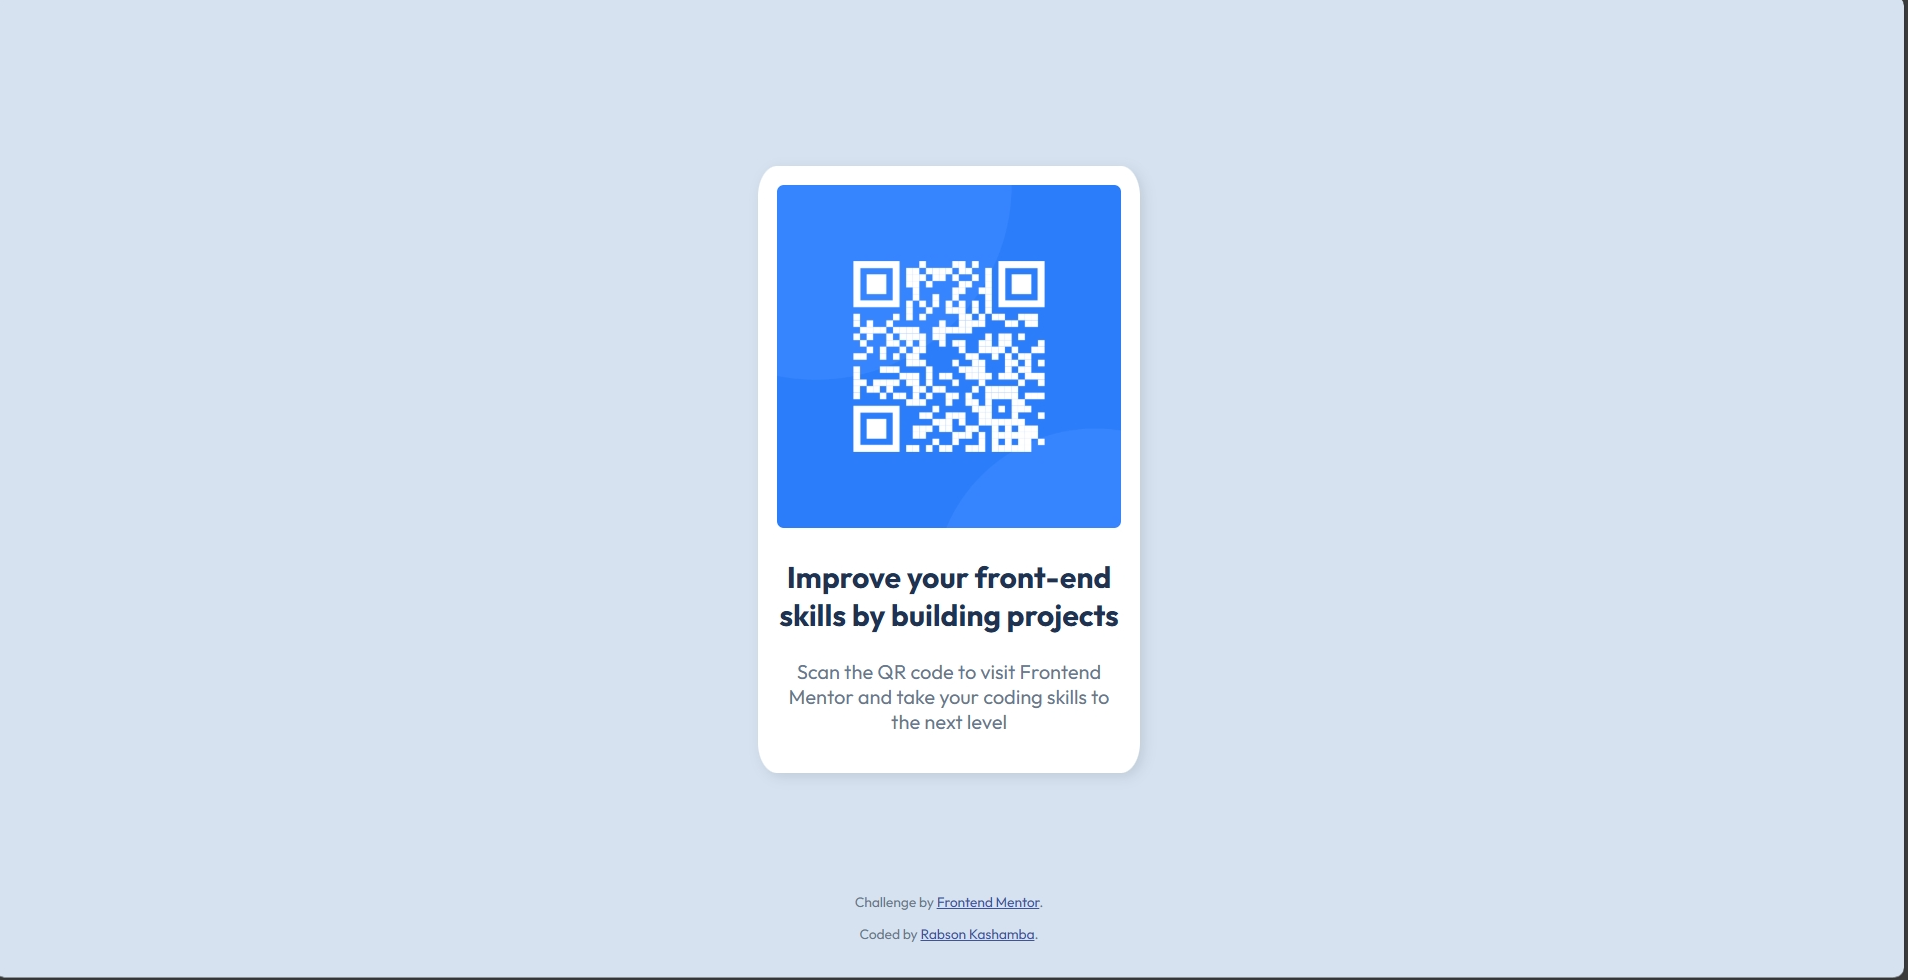 Improve your front-end
skills by building projects
Scan the QR code to visit Frontend
Mentor and take your coding skills to
the next level
Challenge by Frontend Mentor.
Coded by Rabson Kashamba.